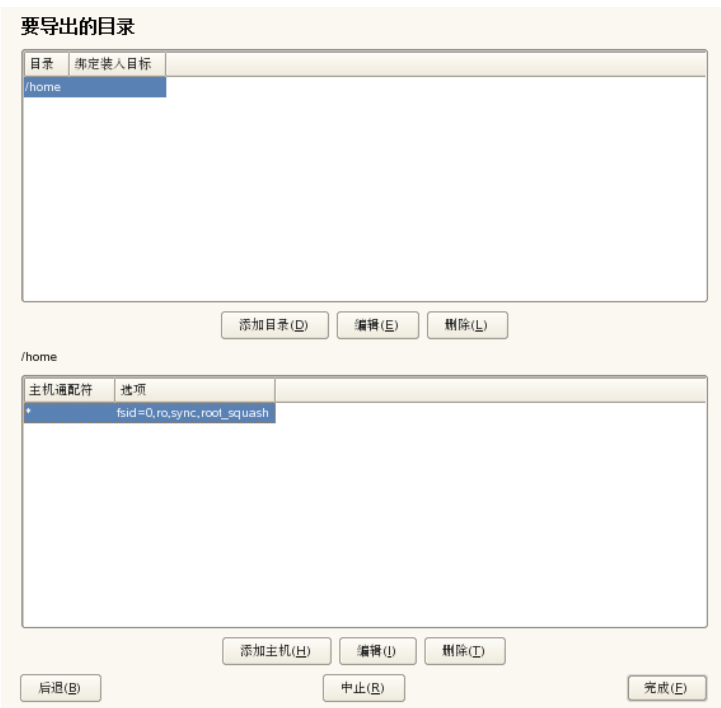 要导出的目录
目录 绑定装入目标
/home
添加目录(D) 编辑(E) 删除(L)
/home
主机通配符 选项
* fsid=0,ro,sync,root_squash
添加主机(H) 编辑(I) 删除(T)
后退(B) 中止(R) 完成(F)